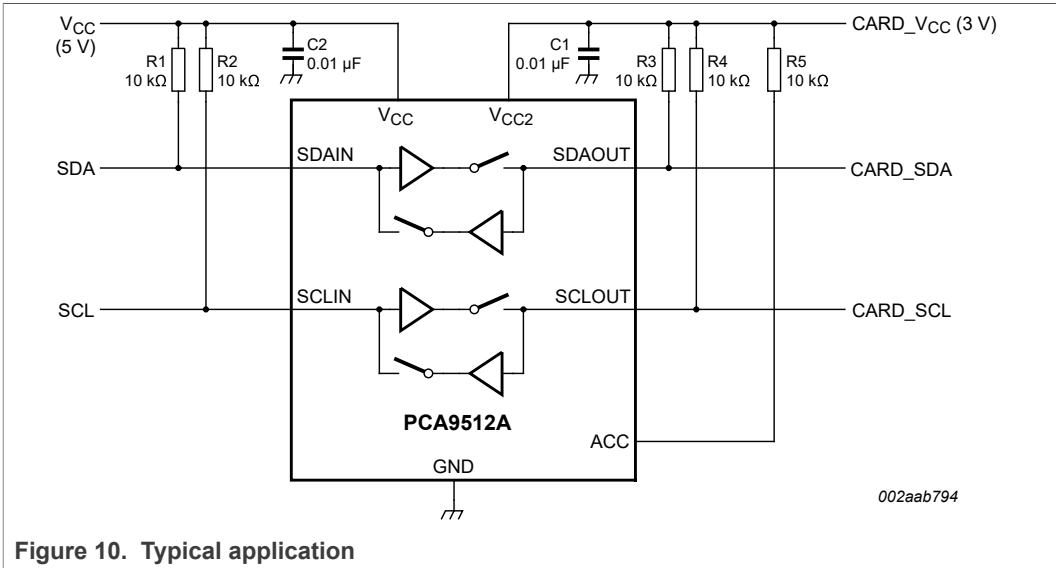 VCC
(5 V)
C2
0.01 µF
R1
10 kΩ
R2
10 kΩ
CARD_VCC (3 V)
C1
0.01 µF
R3
10 kΩ
R4
10 kΩ
R5
10 kΩ
VCC
VCC2
SDA
SDAIN
SDAOUT
CARD_SDA
SCL
SCLIN
SCLOUT
CARD_SCL
PCA9512A
ACC
GND
002aab794
Figure 10. Typical application